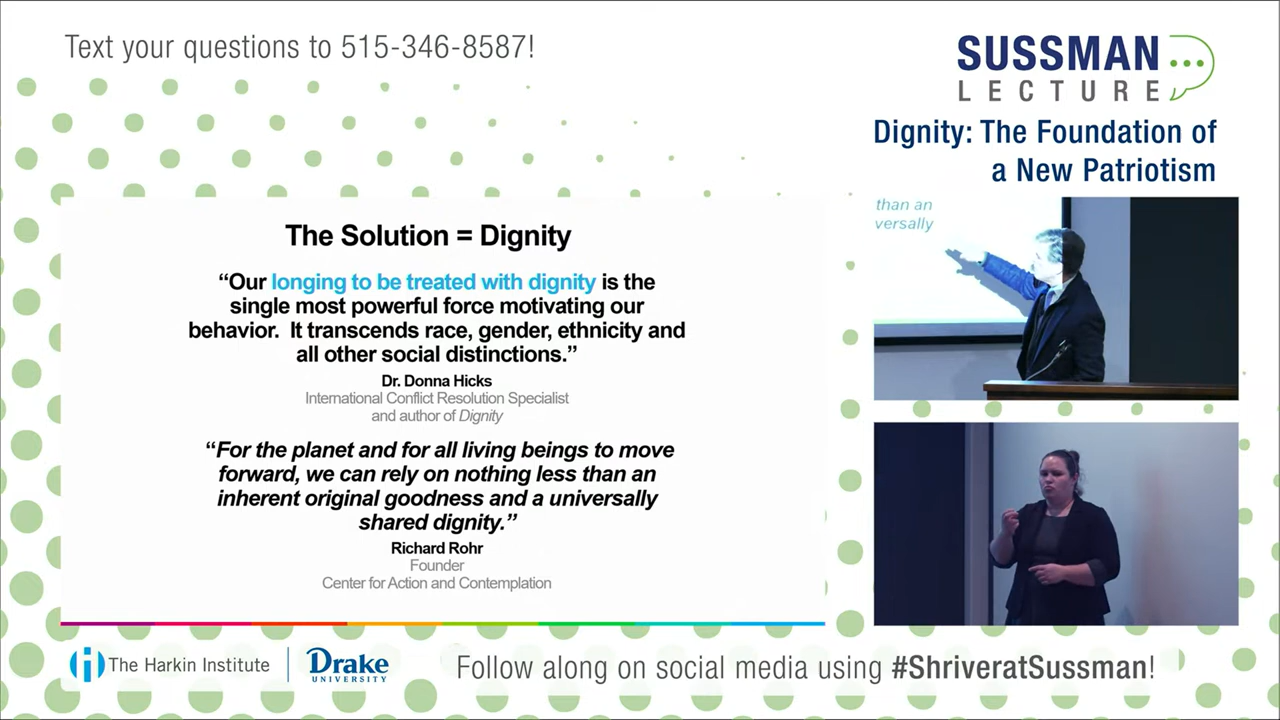 Text your questions to 515-346-8587!
SUSSMAN
LECTURE
Dignity: The Foundation of
a New Patriotism
than an
versally
The Solution = Dignity
“Our longing to be treated with dignity is the
single most powerful force motivating our
behavior. It transcends race, gender, ethnicity and
all other social distinctions.”
Dr. Donna Hicks
International Conflict Resolution Specialist
and author of Dignity
“For the planet and for all living beings to move
forward, we can rely on nothing less than an
inherent original goodness and a universally
shared dignity.”
Richard Rohr
Founder
Center for Action and Contemplation
The Harkin Institute
Drake
UNIVERSITY
Follow along on social media using #ShriveratSussman!